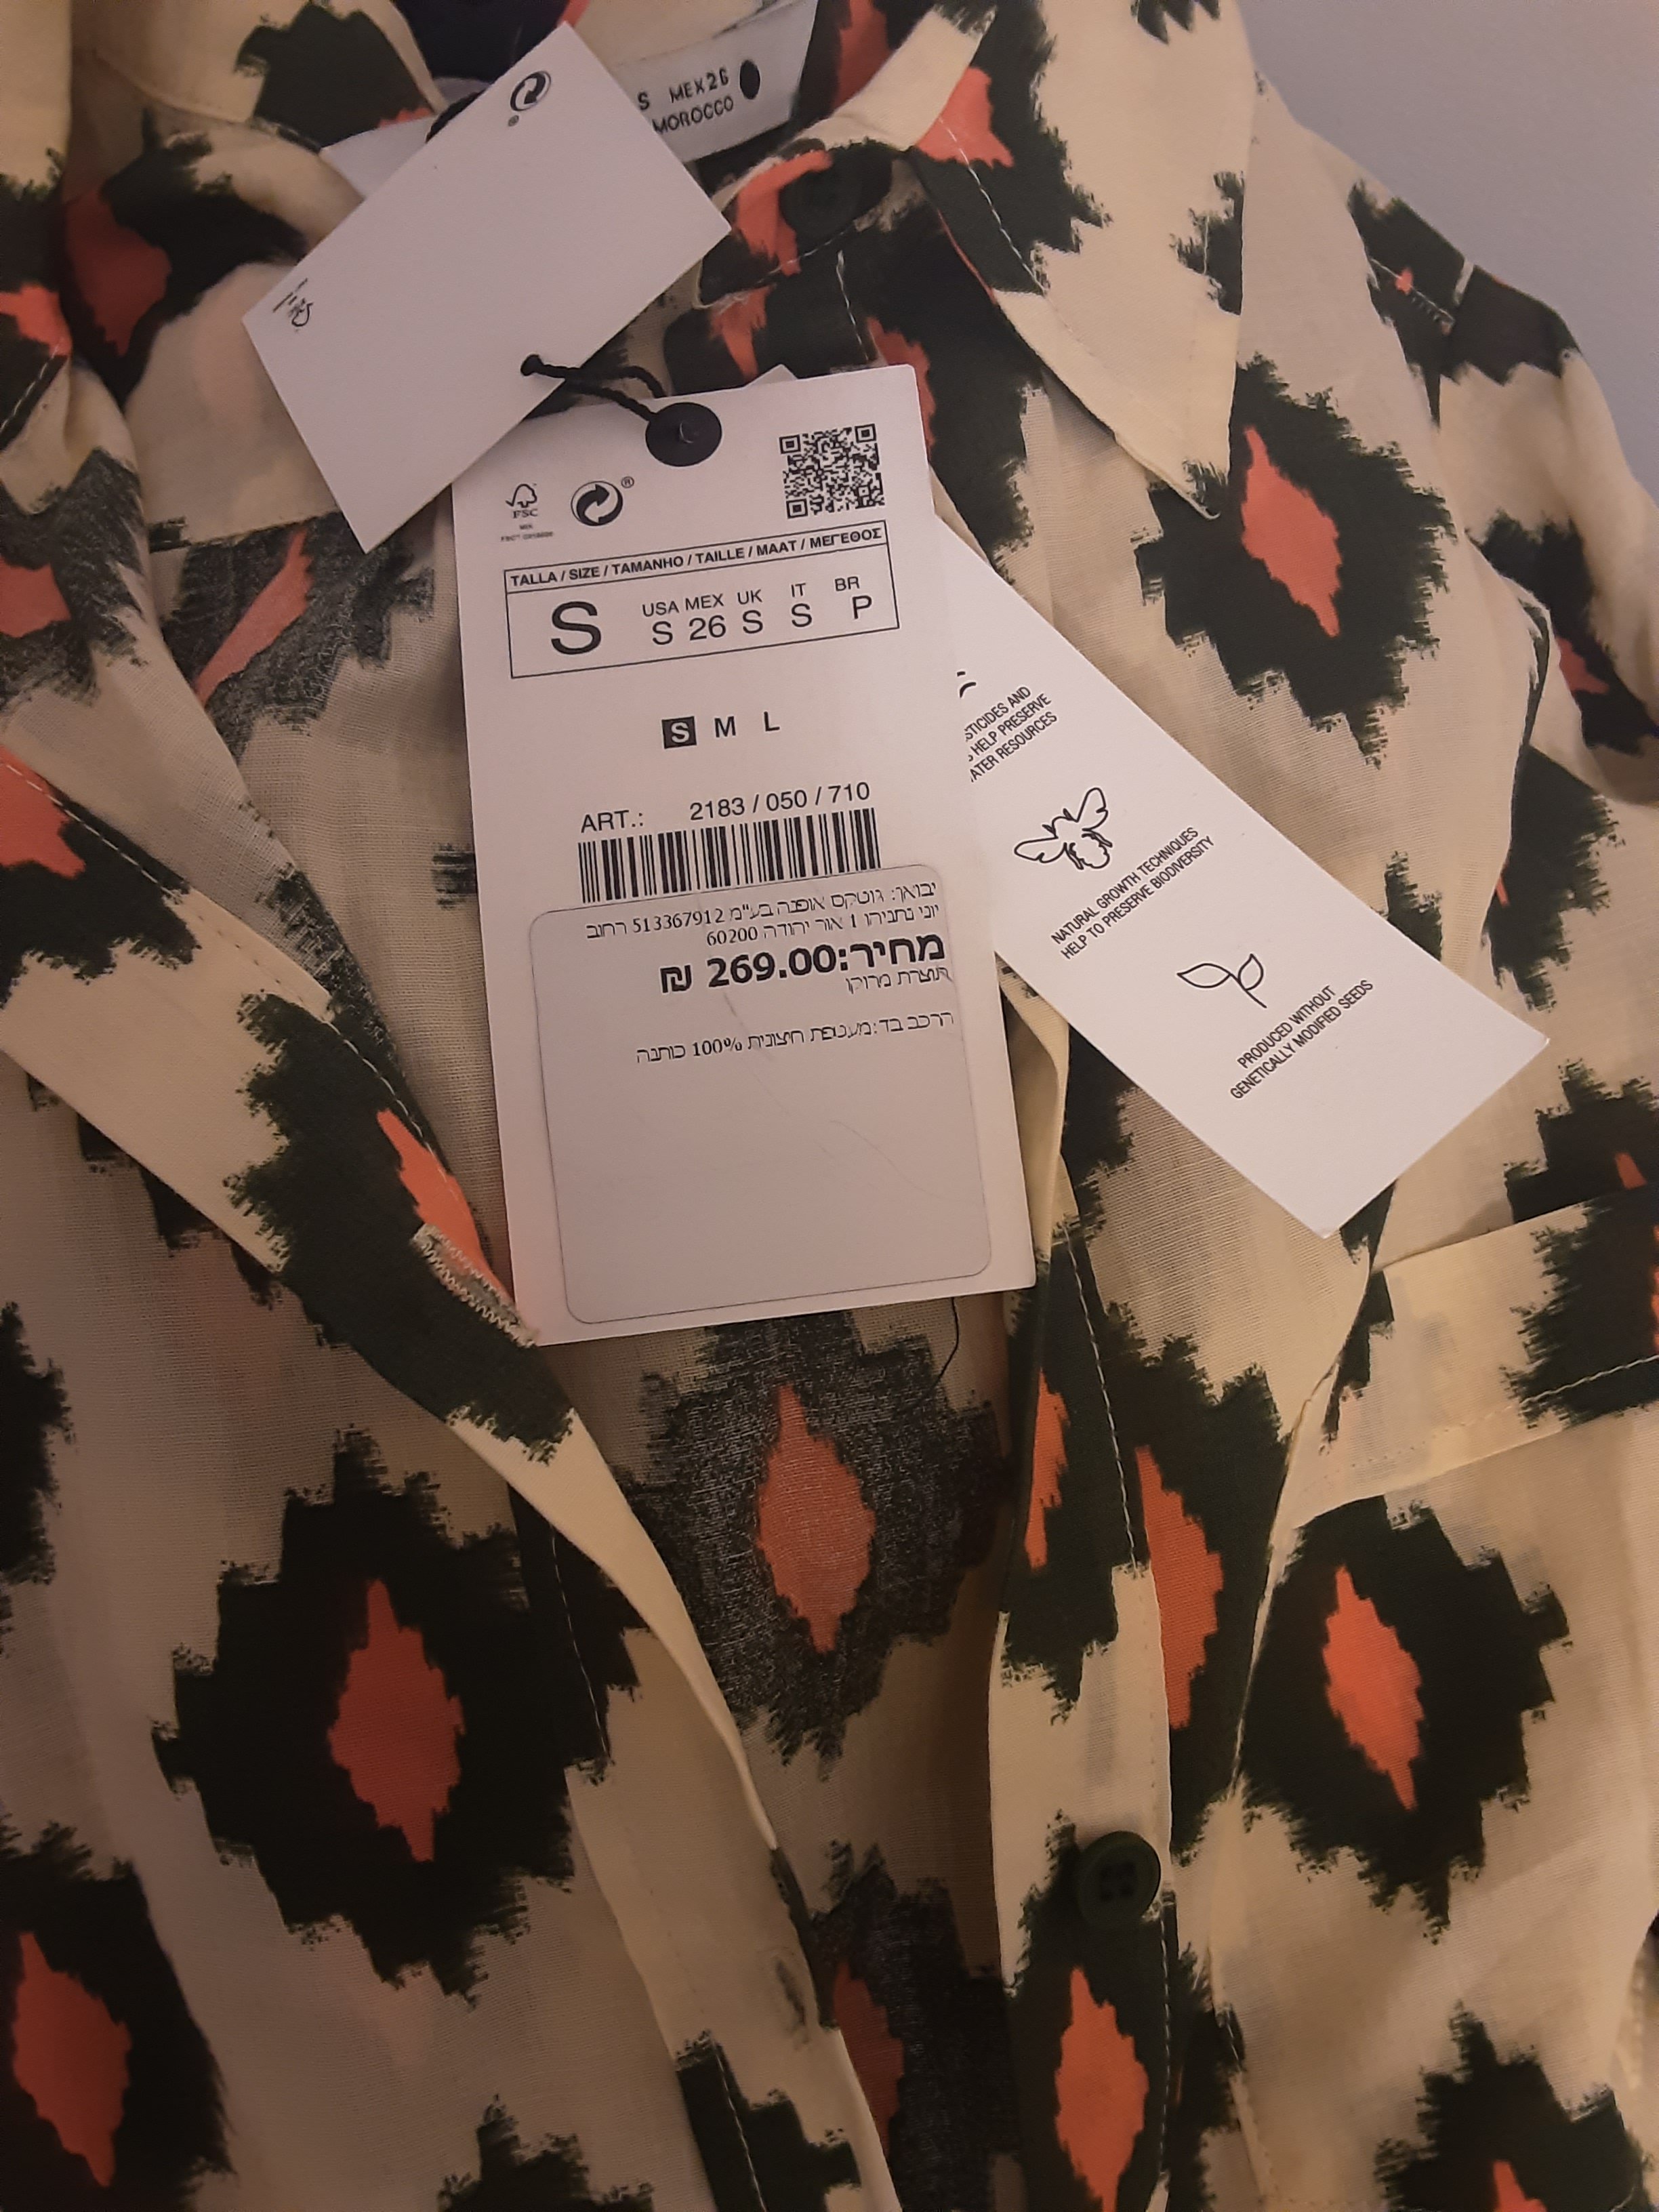 S MEX 26
MOROCCO
FSC
MIX
TALLA / SIZE / TAMANHO / TAILLE / MAAT / ΜΕΓΕΘΟΣ
S
USA MEX UK IT BR
S 26 S S P
S M L
ART.: 2183 / 050 / 710
יבואן: גוטקס אופנה בע"מ 513367912 רחוב
יוני נתניהו 1 אור יהודה 60200
מחיר:269.00 ₪
תוצרת מרוקו
הרכב בד:מעטפת חיצונית 100% כותנה
AND
HELP PRESERVE
RESOURCES
NATURAL GROWTH TECHNIQUES
HELP TO PRESERVE BIODIVERSITY
PRODUCED WITHOUT
GENETICALLY MODIFIED SEEDS